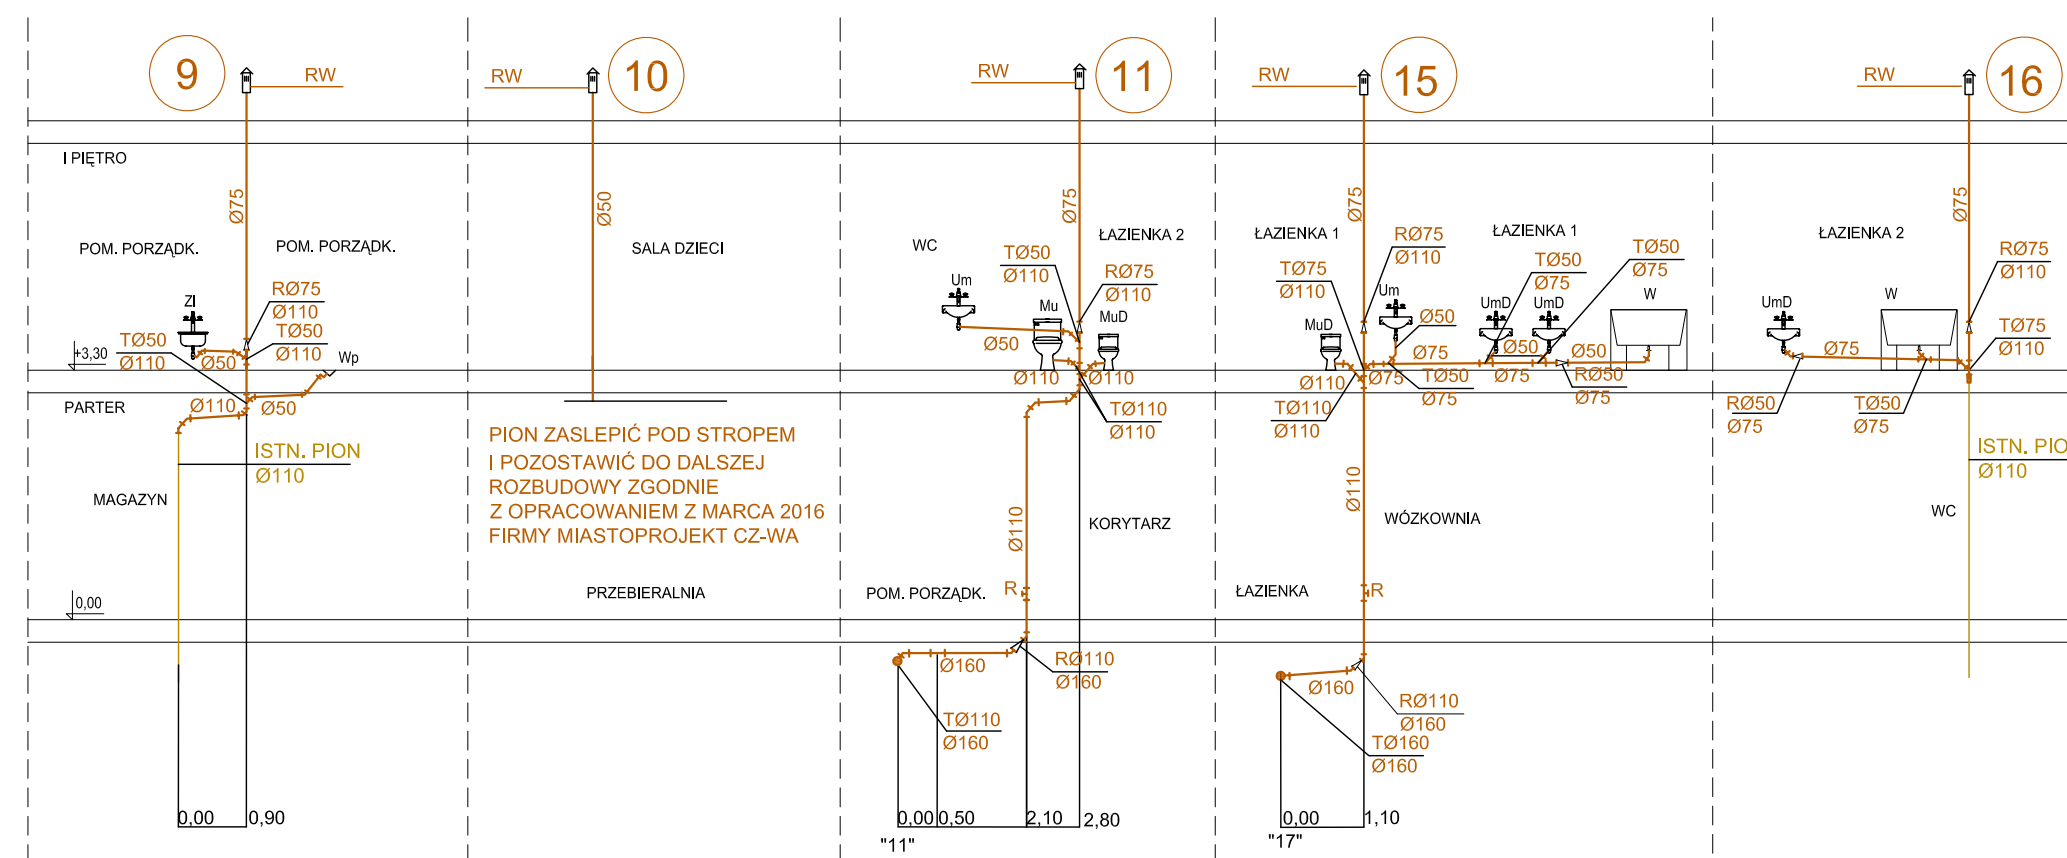 9
RW
I PIĘTRO
Ø75
POM. PORZĄDK.
POM. PORZĄDK.
Zl
RØ75
Ø110
TØ50
Ø110
TØ50
Ø110
Ø50
Wp
+3,30
PARTER
Ø110
Ø50
ISTN. PION
Ø110
MAGAZYN
0,00
0,00
0,90
RW
10
Ø50
SALA DZIECI
PION ZASLEPIĆ POD STROPEM
I POZOSTAWIĆ DO DALSZEJ
ROZBUDOWY ZGODNIE
Z OPRACOWANIEM Z MARCA 2016
FIRMY MIASTOPROJEKT CZ-WA
PRZEBIERALNIA
RW
11
Ø75
WC
ŁAZIENKA 2
TØ50
Ø110
RØ75
Ø110
Um
Mu
MuD
Ø50
Ø110
Ø110
TØ110
Ø110
Ø110
KORYTARZ
POM. PORZĄDK.
R
Ø160
RØ110
Ø160
TØ110
Ø160
0,00
0,50
2,10
2,80
"11"
RW
15
Ø75
ŁAZIENKA 1
RØ75
Ø110
ŁAZIENKA 1
TØ50
Ø75
TØ75
Ø110
TØ50
Ø75
Um
UmD
UmD
W
MuD
Ø50
Ø75
Ø50
Ø50
Ø110
Ø75
TØ50
Ø75
Ø75
RØ50
Ø75
TØ110
Ø110
Ø110
WÓZKOWNIA
ŁAZIENKA
R
Ø160
RØ110
Ø160
TØ160
Ø160
0,00
1,10
"17"
RW
16
Ø75
ŁAZIENKA 2
RØ75
Ø110
UmD
W
TØ75
Ø110
Ø75
RØ50
Ø75
TØ50
Ø75
ISTN. PIO
Ø110
WC